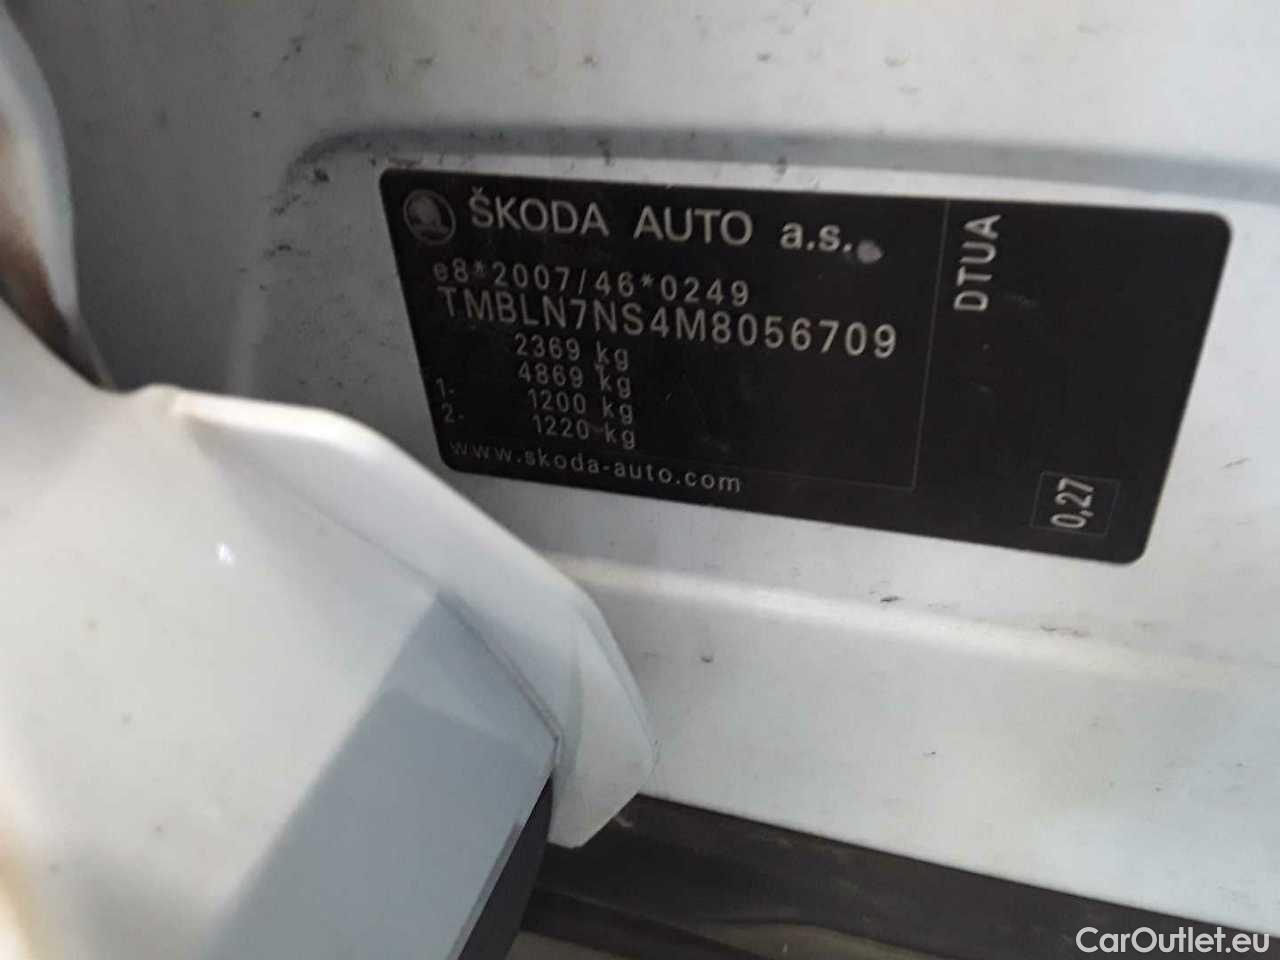 ŠKODA AUTO a.s.
e8*2007/46*0249
TMBLN7NS4M8056709
2369 kg
4869 kg
1- 1200 kg
2- 1220 kg
www.skoda-auto.com
DTUA
0,27
CarOutlet.eu